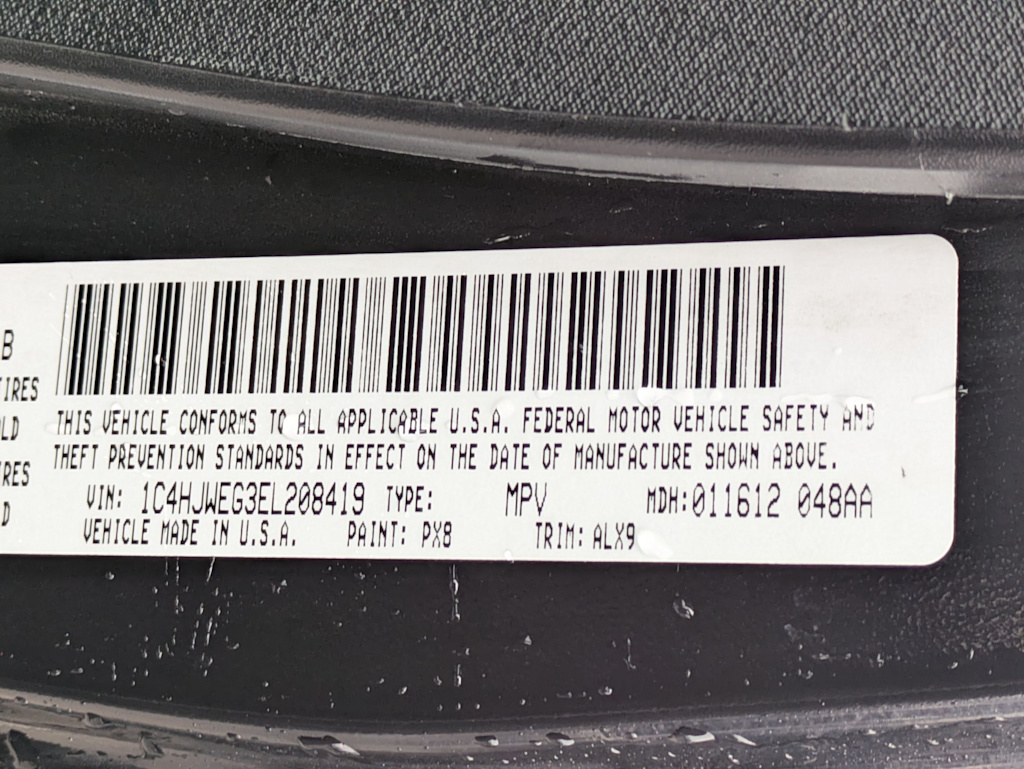 B
TIRES
OLD
IRES
D
THIS VEHICLE CONFORMS TO ALL APPLICABLE U.S.A. FEDERAL MOTOR VEHICLE SAFETY AND
THEFT PREVENTION STANDARDS IN EFFECT ON THE DATE OF MANUFACTURE SHOWN ABOVE.
VIN: 1C4HJWEG3EL208419 TYPE: MPV MDH: 011612 048AA
VEHICLE MADE IN U.S.A. PAINT: PX8 TRIM: ALX9